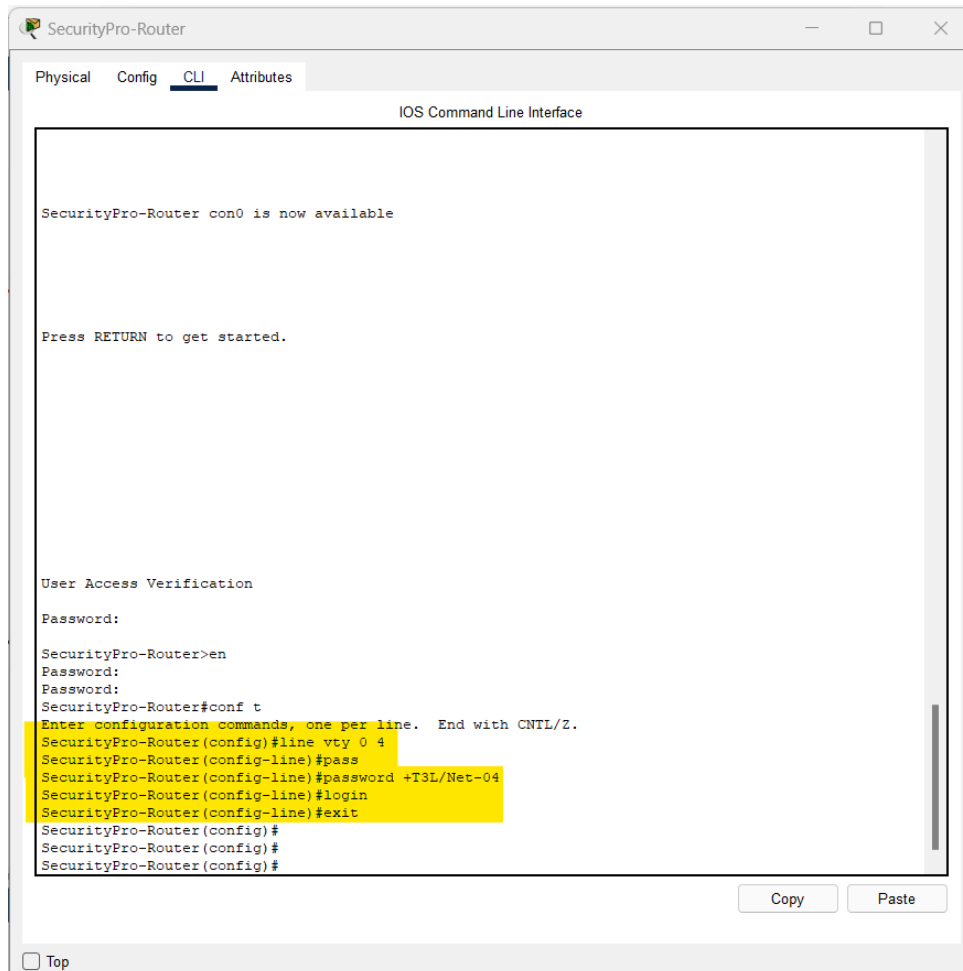 SecurityPro-Router
Physical Config CLI Attributes
IOS Command Line Interface
SecurityPro-Router con0 is now available
Press RETURN to get started.
User Access Verification
Password:
SecurityPro-Router>en
Password:
Password:
SecurityPro-Router#conf t
Enter configuration commands, one per line.  End with CNTL/Z.
SecurityPro-Router(config)#line vty 0 4
SecurityPro-Router(config-line)#pass
SecurityPro-Router(config-line)#password +T3L/Net-04
SecurityPro-Router(config-line)#login
SecurityPro-Router(config-line)#exit
SecurityPro-Router(config)#
SecurityPro-Router(config)#
SecurityPro-Router(config)#
Copy Paste
Top